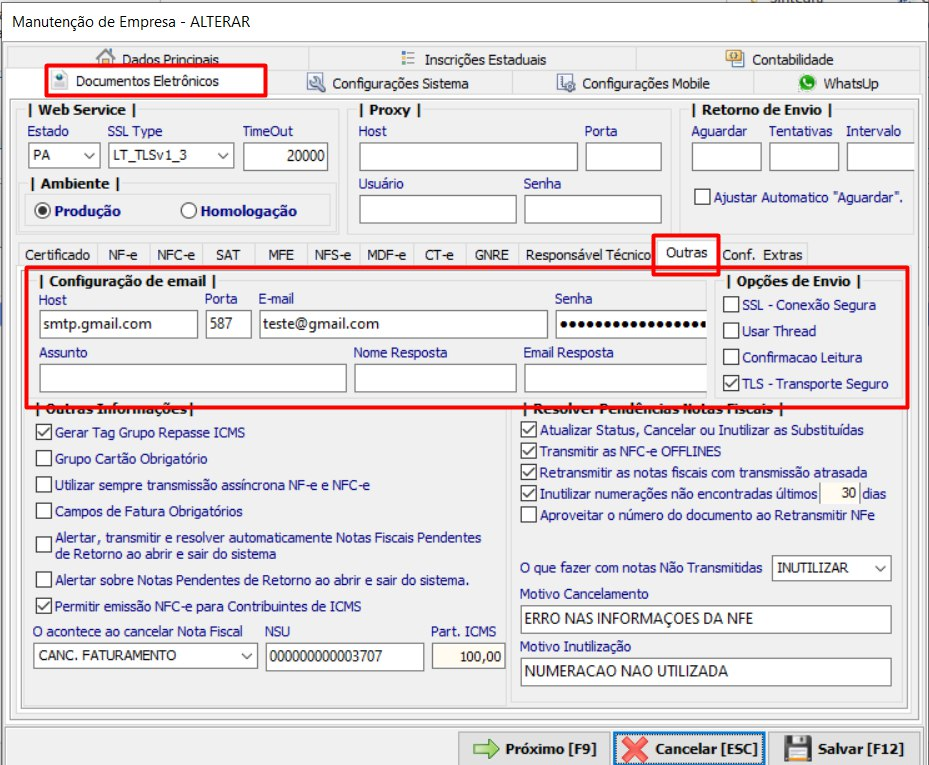 Manutenção de Empresa - ALTERAR
Dados Principais
Inscrições Estaduais
Contabilidade
Documentos Eletrônicos
Configurações Sistema
Configurações Mobile
WhatsUp
| Web Service |
Estado
SSL Type
TimeOut
PA
LT_TLSv1_3
20000
| Ambiente |
Produção
Homologação
| Proxy |
Host
Porta
Usuário
Senha
| Retorno de Envio |
Aguardar
Tentativas
Intervalo
Ajustar Automatico "Aguardar".
Certificado
NF-e
NFC-e
SAT
MFE
NFS-e
MDF-e
CT-e
GNRE
Responsável Técnico
Outras
Conf. Extras
| Configuração de email |
Host
Porta
E-mail
Senha
smtp.gmail.com
587
teste@gmail.com
•••••••••••••••••
Assunto
Nome Resposta
Email Resposta
| Opções de Envio |
SSL - Conexão Segura
Usar Thread
Confirmacao Leitura
TLS - Transporte Seguro
| Outras Informações |
Gerar Tag Grupo Repasse ICMS
Grupo Cartão Obrigatório
Utilizar sempre transmissão assíncrona NF-e e NFC-e
Campos de Fatura Obrigatórios
Alertar, transmitir e resolver automaticamente Notas Fiscais Pendentes
de Retorno ao abrir e sair do sistema
Alertar sobre Notas Pendentes de Retorno ao abrir e sair do sistema.
Permitir emissão NFC-e para Contribuintes de ICMS
O acontece ao cancelar Nota Fiscal
NSU
Part. ICMS
CANC. FATURAMENTO
000000000003707
100,00
| Resolver Pendências Notas Fiscais |
Atualizar Status, Cancelar ou Inutilizar as Substituídas
Transmitir as NFC-e OFFLINES
Retransmitir as notas fiscais com transmissão atrasada
Inutilizar numerações não encontradas últimos 30 dias
Aproveitar o número do documento ao Retransmitir NFe
O que fazer com notas Não Transmitidas
INUTILIZAR
Motivo Cancelamento
ERRO NAS INFORMAÇOES DA NFE
Motivo Inutilização
NUMERACAO NAO UTILIZADA
Próximo [F9]
Cancelar [ESC]
Salvar [F12]